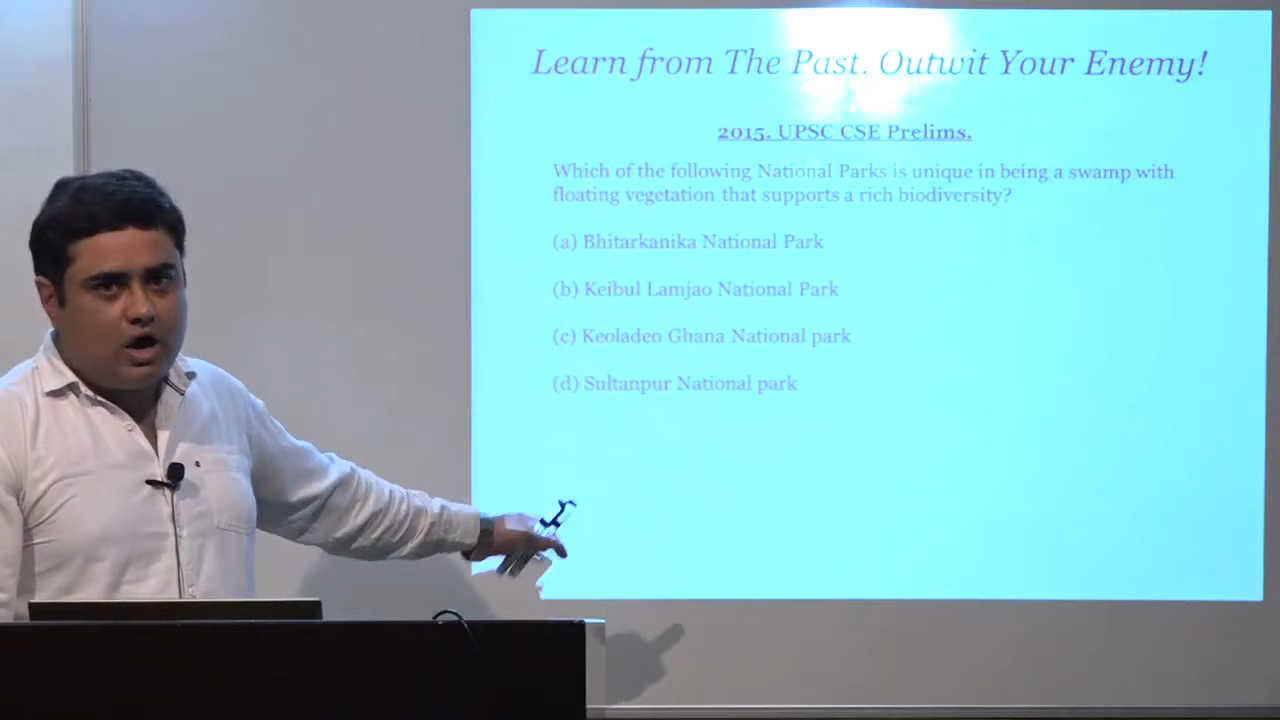 Learn from The Past. Outwit Your Enemy!
2015. UPSC CSE Prelims.
Which of the following National Parks is unique in being a swamp with
floating vegetation that supports a rich biodiversity?
(a) Bhitarkanika National Park
(b) Keibul Lamjao National Park
(c) Keoladeo Ghana National park
(d) Sultanpur National park